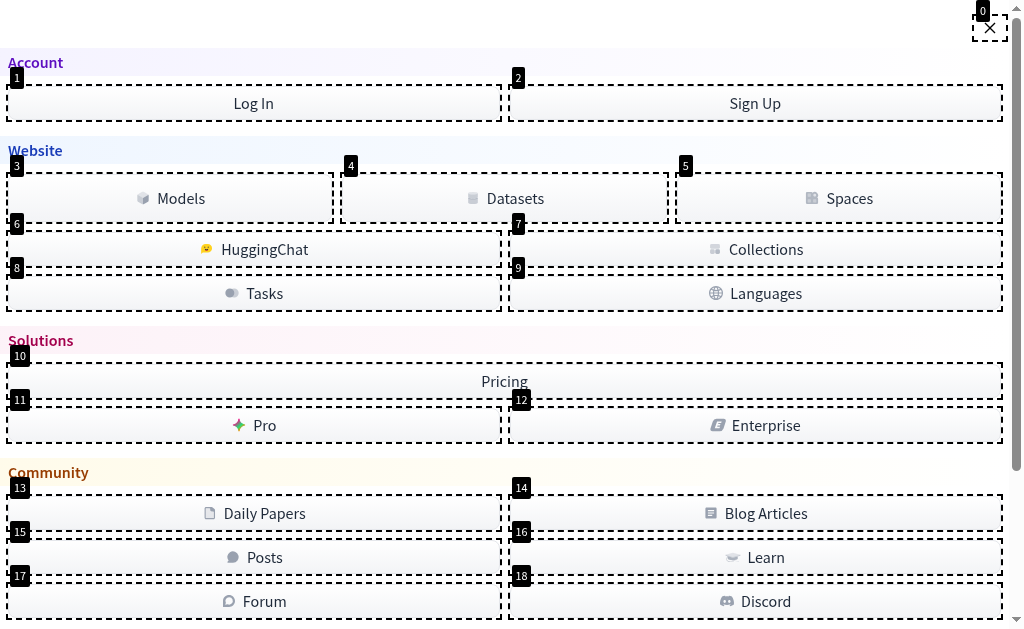 0
Account
1
Log In
2
Sign Up
Website
3
Models
4
Datasets
5
Spaces
6
HuggingChat
7
Collections
8
Tasks
9
Languages
Solutions
10
Pricing
11
Pro
12
Enterprise
Community
13
Daily Papers
14
Blog Articles
15
Posts
16
Learn
17
Forum
18
Discord